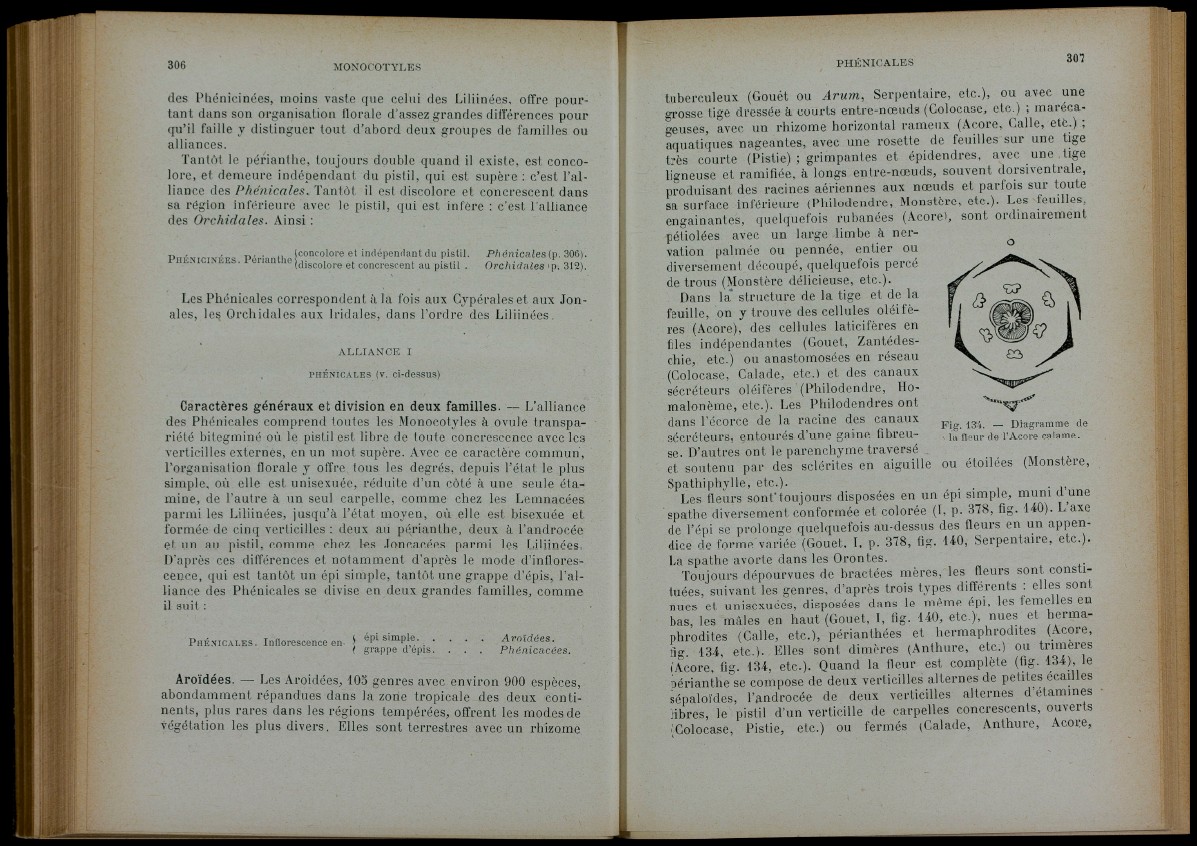 306
MONOCOTYLES
des Phénicinées, moins vaste que celui des Liliinées, offre pour-
tant dans son organisation florale d'assez grandes différences pour
qu'il faille y distinguer tout d'abord deux groupes de familles ou
alliances.
Tantôt le périanthe, toujours double quand il existe, est conco-
lore, et demeure indépendant du pistil, qui est supère : c'est l'al-
liance des Phénicales. Tantôt il est discolore et concrescent dans
sa région inférieure avec le pistil, qui est infère : c'est l'alliance
des Orchidales. Ainsi :
PHÉNICINÉES. Périanthe
(concolore et indépendant du pistil. Phénicales (p. 306).
(discolore et concrescent au pistil . Orchidales (p. 312).
Les Phénicales correspondent à la fois aux Cypérales et aux Jon-
ales, les Orchidales aux Iridales, dans l'ordre des Liliinées.
ALLIANCE I
PHÉNICALES (v. ci-dessus)
Caractères généraux et division en deux familles. — L'alliance
des Phénicales comprend toutes les Monocotyles à ovule transpa-
riété bitegminé où le pistil est libre de toute concrescence avec les
verticilles externes, en un mot supère. Avec ce caractère commun,
l'organisation florale y offre tous les degrés, depuis l'état le plus
simple, où elle est unisexuée, réduite d'un côté à une seule éta-
mine, de l'autre à un seul carpelle, comme chez les Lemnacées
parmi les Liliinées, jusqu'à l'état moyen, où elle est bisexuée et
formée de cinq verticilles : deux au périanthe, deux à l'androcée
et un au pistil, comme chez les Joncacées parmi les Liliinées.
D'après ces différences et notamment d'après le mode d'inflores-
cence, qui est tantôt un épi simple, tantôt une grappe d'épis, l'al-
liance des Phénicales se divise en deux grandes familles, comme
il suit :
PHÉNICALES. Inflorescence en
épi simple. . . . . Aroïdées.
grappe d'épis. . . . Phénicacées.
Aroïdées. — Les Aroïdées, 105 genres avec environ 900 espèces,
abondamment répandues dans la zone tropicale des deux conti-
nents, plus rares dans les régions tempérées, offrent les modes de
végétation les plus divers. Elles sont terrestres avec un rhizome
PHÉNICALES
307
tuberculeux (Gouët ou Arum, Serpentaire, etc.), ou avec une
grosse tige dressée à courts entre-nœuds (Colocase, etc.) ; maréca-
geuses, avec un rhizome horizontal rameux (Acore, Calle, etc.) ;
aquatiques nageantes, avec une rosette de feuilles sur une tige
très courte (Pistie) ; grimpantes et épidendres, avec une tige
ligneuse et ramifiée, à longs entre-nœuds, souvent dorsiventrale,
produisant des racines aériennes aux nœuds et parfois sur toute
sa surface inférieure (Philodendre, Monstère, etc.). Les feuilles,
engainantes, quelquefois rubanées (Acore), sont ordinairement
pétiolées avec un large limbe à ner-
vation palmée ou pennée, entier ou
diversement découpé, quelquefois percé
de trous (Monstère délicieuse, etc.).
Dans la structure de la tige et de la
feuille, on y trouve des cellules oléifè-
res (Acore), des cellules laticifères en
files indépendantes (Gouet, Zantédes-
chie, etc.) ou anastomosées en réseau
(Colocase, Calade, etc.) et des canaux
sécréteurs oléifères (Philodendre, Ho-
malonème, etc.). Les Philodendres ont
dans l'écorce de la racine des canaux
sécréteurs, entourés d'une gaine fibreu-
se. D'autres ont le parenchyme traversé
et soutenu par des sclérites en aiguille ou étoilées (Monstère,
Spathiphylle, etc.).
Fig. 134. — Diagramme de
la fleur de l'Acore calame.
Les fleurs sont toujours disposées en un épi simple, muni d'une
spathe diversement conformée et colorée (I, p. 378, fig. 140). L'axe
de l'épi se prolonge quelquefois au-dessus des fleurs en un appen-
dice de forme variée (Gouet, I, p. 378, fig. 140, Serpentaire, etc.).
La spathe avorte dans les Orontes.
Toujours dépourvues de bractées mères, les fleurs sont consti-
tuées, suivant les genres, d'après trois types différents : elles sont
nues et unisexuées, disposées dans le même épi, les femelles en
bas, les mâles en haut (Gouet, I, fig. 140, etc.), nues et herma-
phrodites (Calle, etc.), périanthées et hermaphrodites (Acore,
fig. 134, etc.). Elles sont dimères (Anthure, etc.) ou trimères
(Acore, fig. 134, etc.). Quand la fleur est complète (fig. 134), le
périanthe se compose de deux verticilles alternes de petites écailles
sépaloïdes, l'androcée de deux verticilles alternes d'étamines
libres, le pistil d'un verticille de carpelles concrescents, ouverts
(Colocase, Pistie, etc.) ou fermés (Calade, Anthure, Acore,